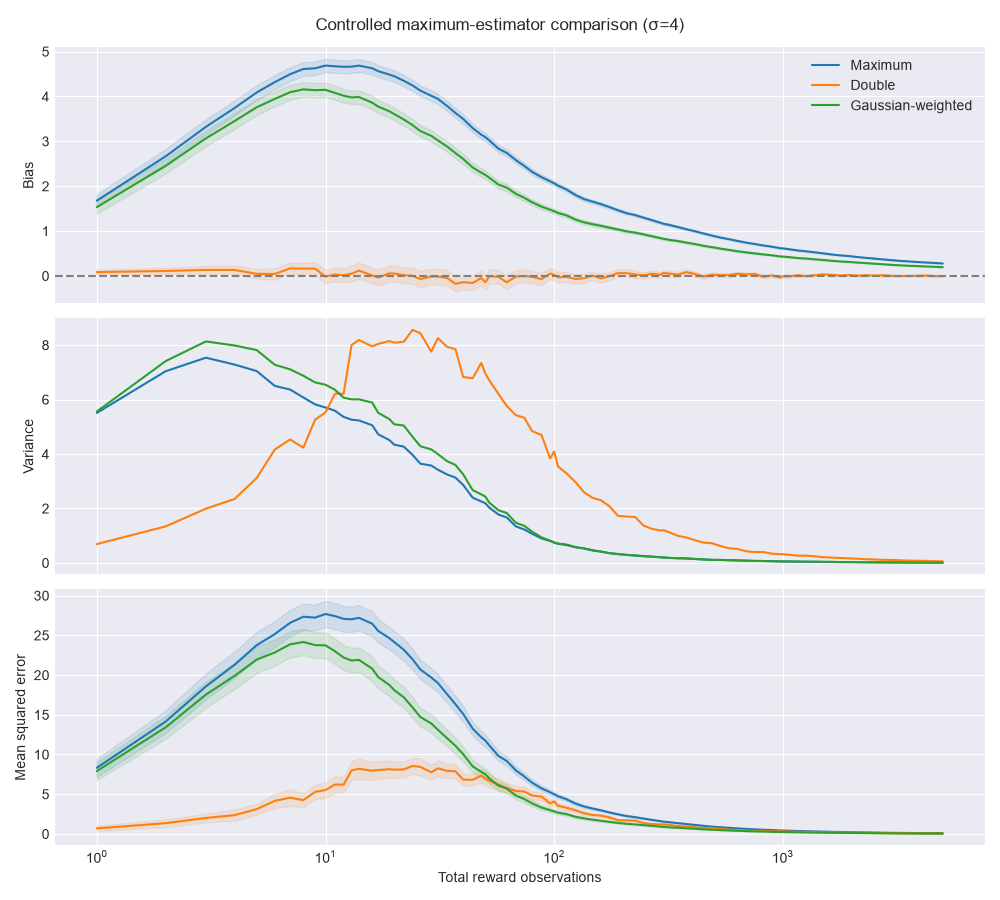 Controlled maximum-estimator comparison (σ=4)
5
4
3
2
1
0
Bias
Maximum
Double
Gaussian-weighted
8
6
4
2
0
Variance
30
25
20
15
10
5
0
Mean squared error
10⁰ 10¹ 10² 10³
Total reward observations